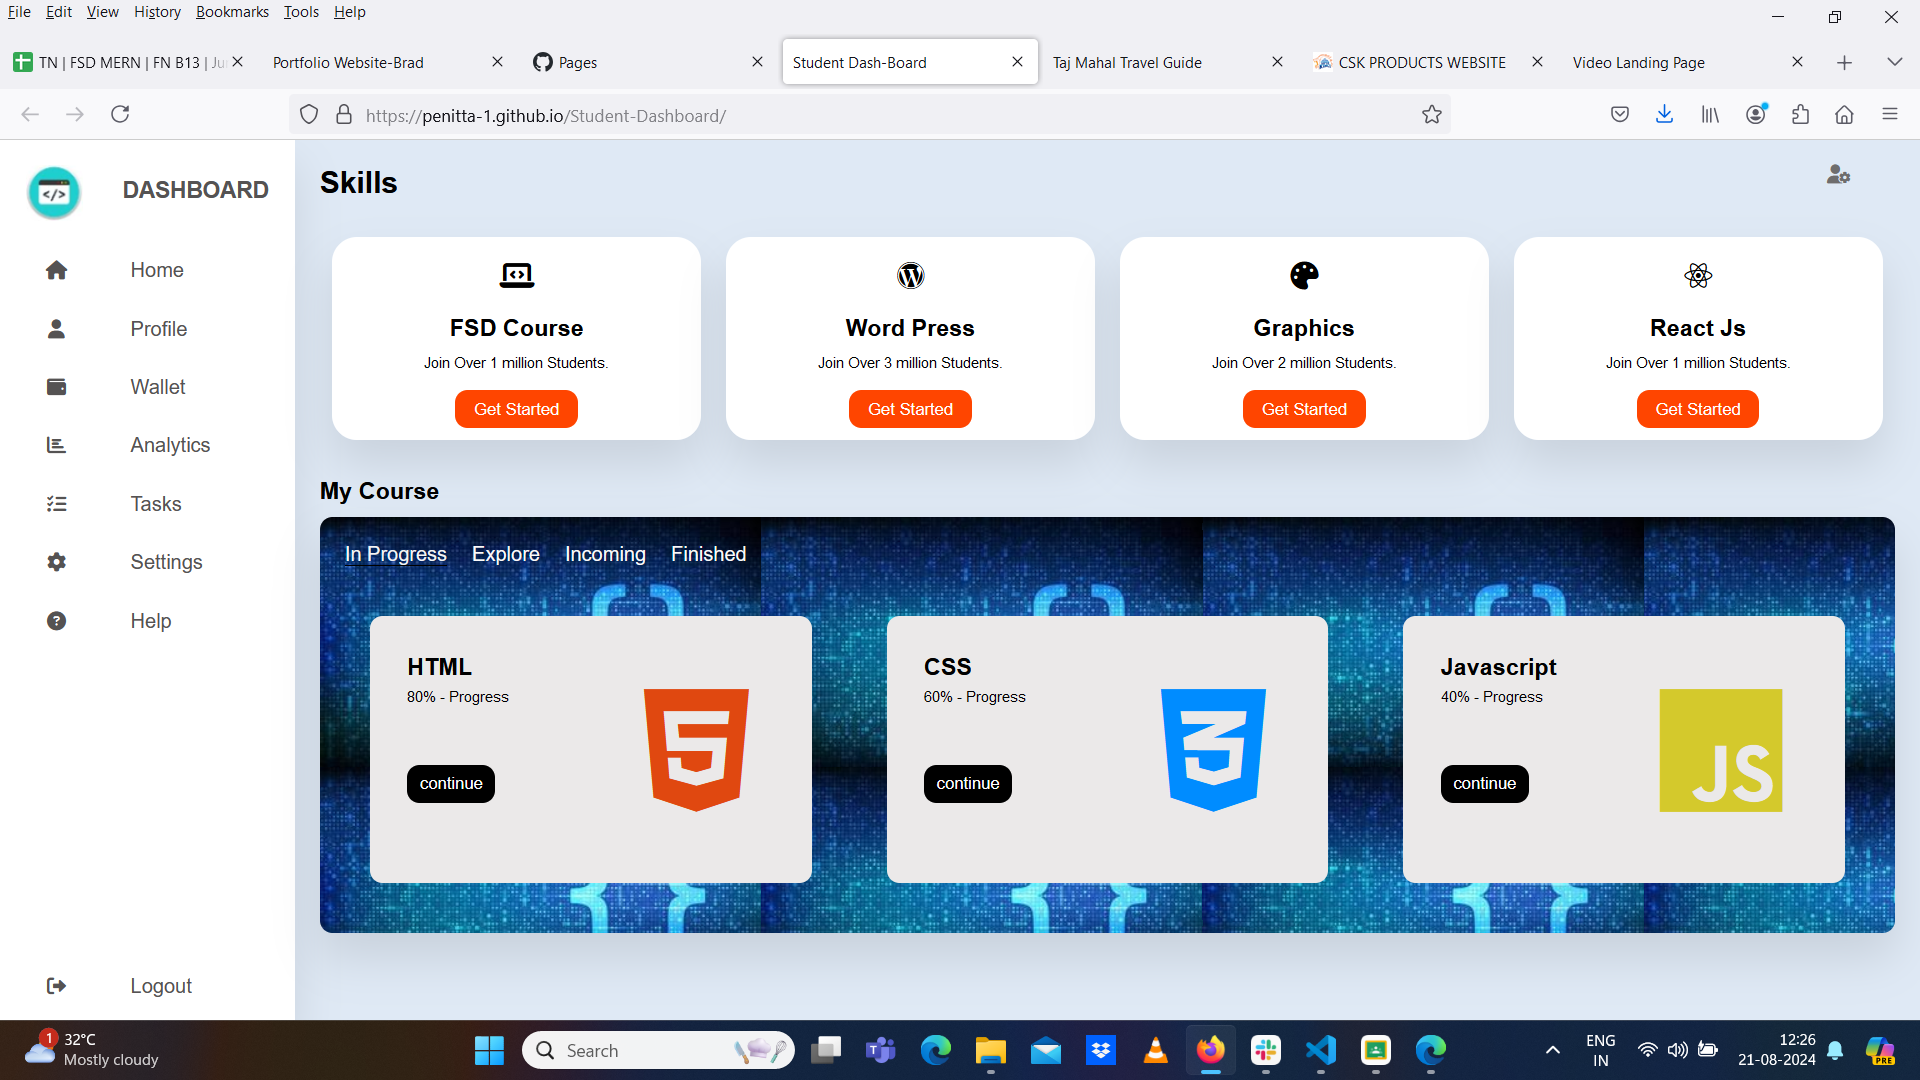 File Edit View History Bookmarks Tools Help
TN | FSD MERN | FN B13 | Ju
Portfolio Website-Brad
Pages
Student Dash-Board
Taj Mahal Travel Guide
CSK PRODUCTS WEBSITE
Video Landing Page
https://penitta-1.github.io/Student-Dashboard/
DASHBOARD
Home
Profile
Wallet
Analytics
Tasks
Settings
Help
Logout
Skills
FSD Course
Join Over 1 million Students.
Get Started
Word Press
Join Over 3 million Students.
Get Started
Graphics
Join Over 2 million Students.
Get Started
React Js
Join Over 1 million Students.
Get Started
My Course
In Progress Explore Incoming Finished
HTML
80% - Progress
continue
CSS
60% - Progress
continue
Javascript
40% - Progress
continue
JS
1
32°C
Mostly cloudy
Search
ENG
IN
12:26
21-08-2024
PRE